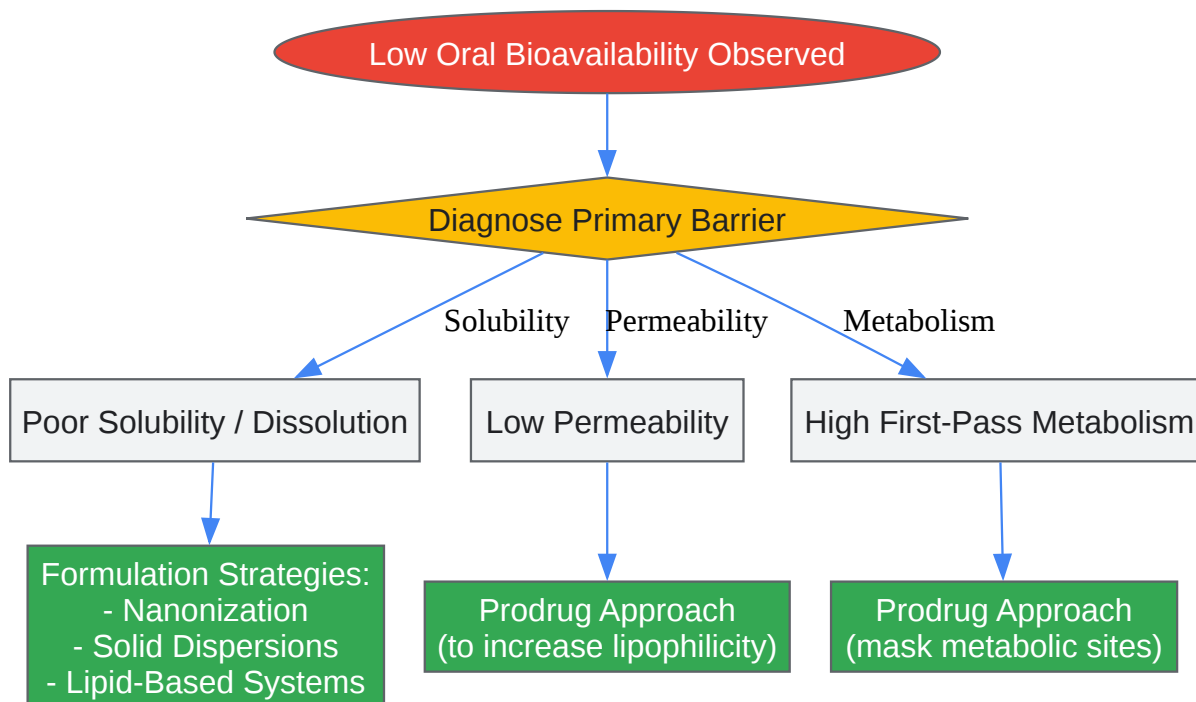 Low Oral Bioavailability Observed
Diagnose Primary Barrier
Solubility
Permeability
Metabolism
Poor Solubility / Dissolution
Low Permeability
High First-Pass Metabolism
Formulation Strategies:
- Nanonization
- Solid Dispersions
- Lipid-Based Systems
Prodrug Approach
(to increase lipophilicity)
Prodrug Approach
(mask metabolic sites)